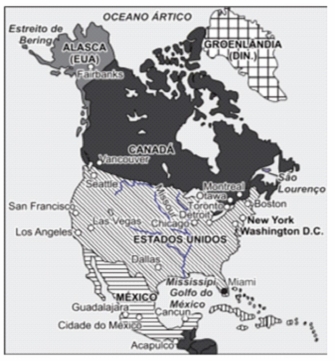 OCEANO ÁRTICO
Estreito de
Bering
ALASCA
(EUA)
Fairbanks
GROENLÂNDIA
(DIN.)
CANADÁ
Vancouver
Seattle
São
Lourenço
Montreal
Otawa
Toronto
Boston
Missouri
San Francisco
Las Vegas
Chicago
Detroit
New York
Los Angeles
Washington D.C.
ESTADOS UNIDOS
Dallas
Mississipi
Miami
Golfo do
México
MÉXICO
Guadalajara
Cancun
Cidade do México
Acapulco